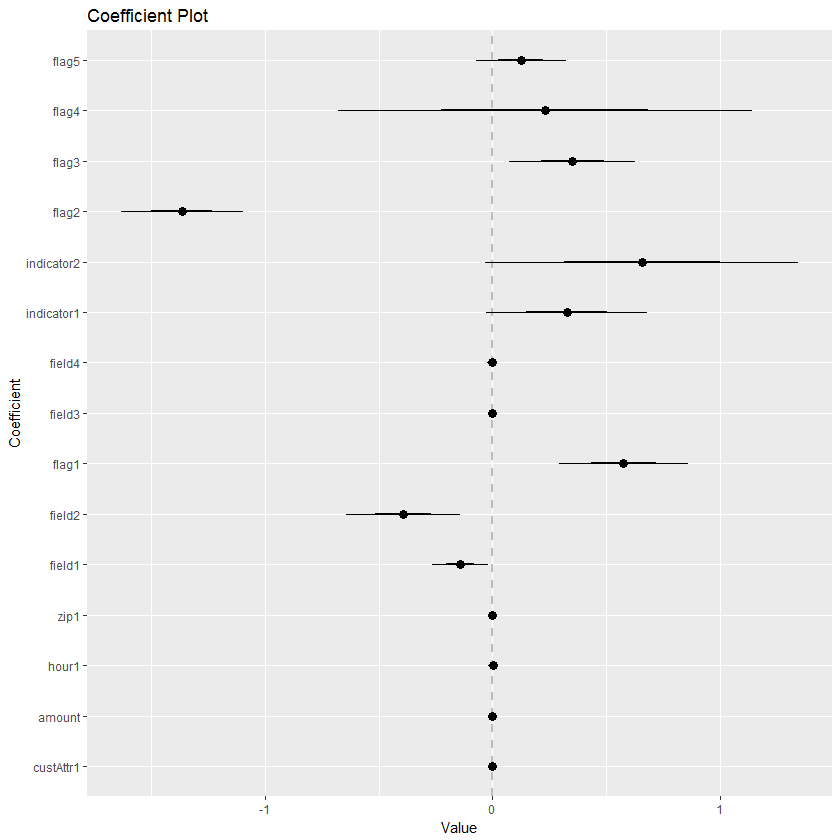 Coefficient Plot
flag5
flag4
flag3
flag2
indicator2
indicator1
field4
field3
flag1
field2
field1
zip1
hour1
amount
custAttr1
Coefficient
-1
0
1
Value